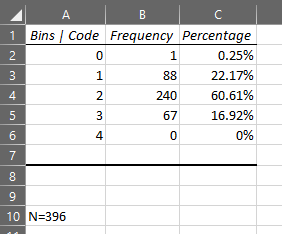 A B C
1 Bins | Code Frequency Percentage
2 0 1 0.25%
3 1 88 22.17%
4 2 240 60.61%
5 3 67 16.92%
6 4 0 0%
7
8
9
10 N=396